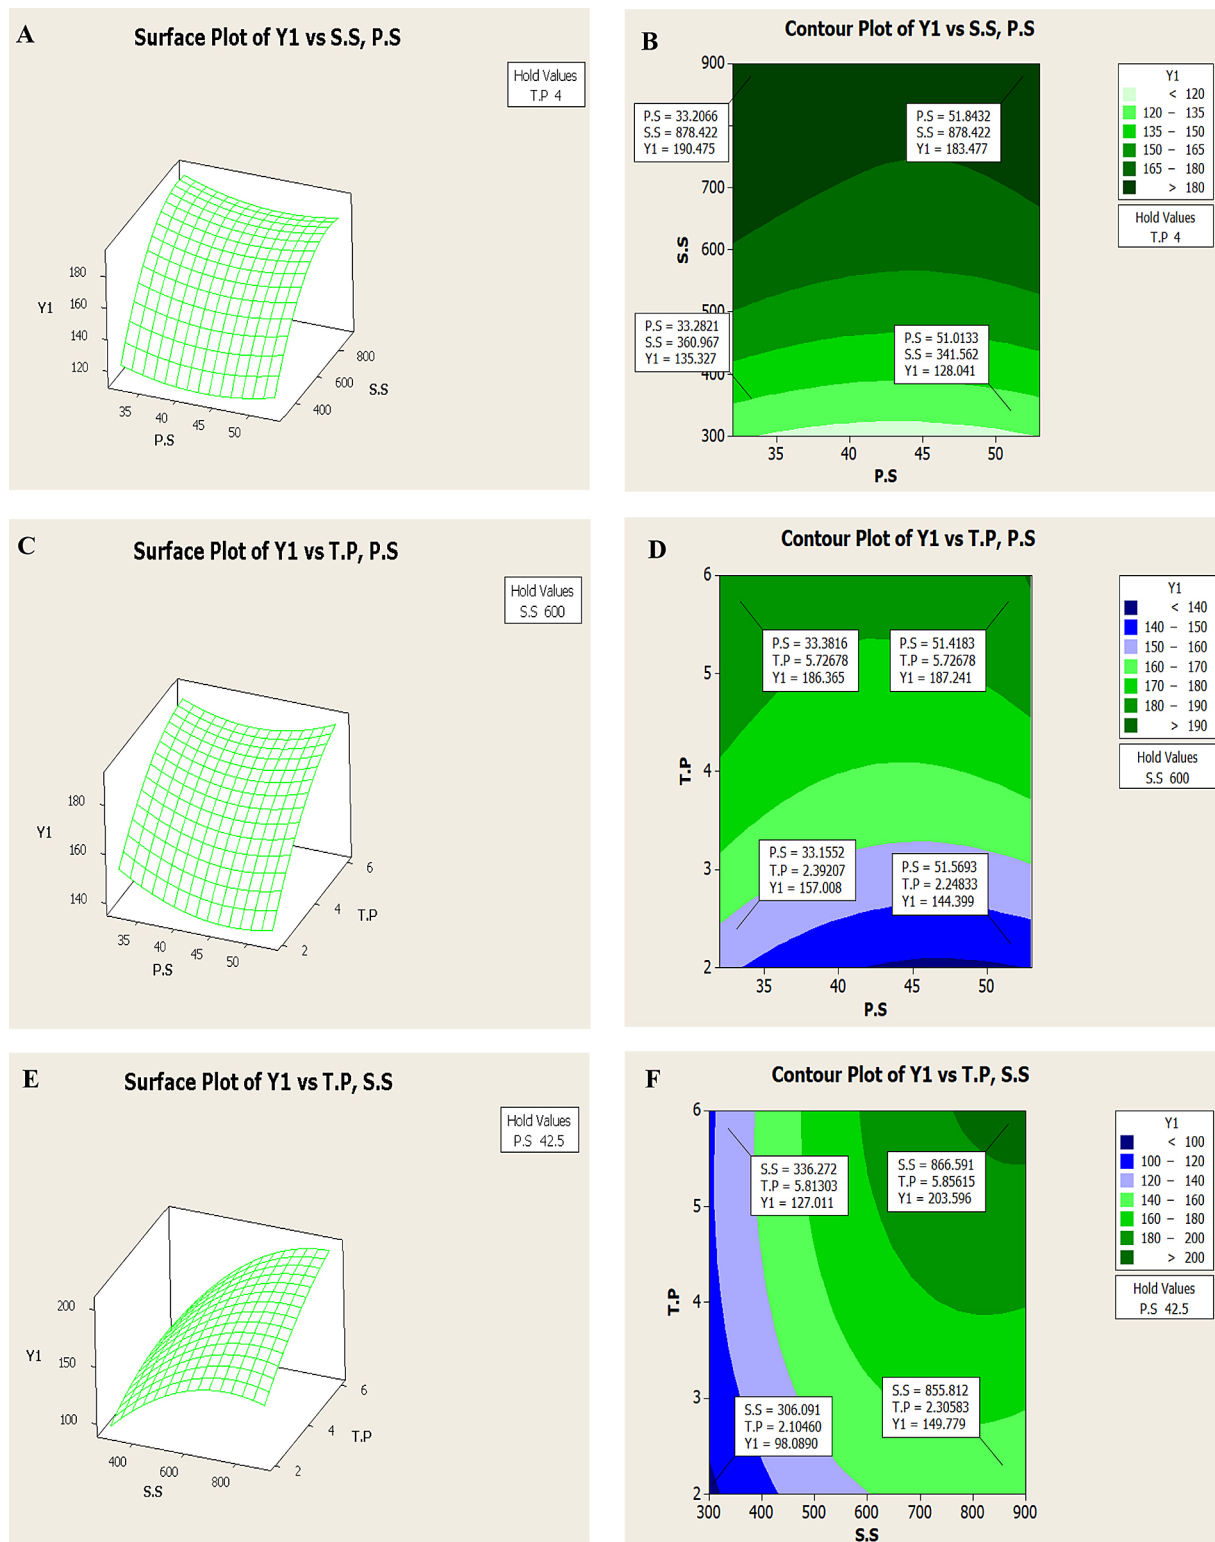 A
Surface Plot of Y1 vs S.S, P.S
Hold Values
T.P 4
180
160
140
120
Y1
35
40
45
50
P.S
400
600
800
S.S
B
Contour Plot of Y1 vs S.S, P.S
900
700
600
500
400
300
S.S
35
40
45
50
P.S
P.S = 33.2066
S.S = 878.422
Y1 = 190.475
P.S = 51.8432
S.S = 878.422
Y1 = 183.477
P.S = 33.2821
S.S = 360.967
Y1 = 135.327
P.S = 51.0133
S.S = 341.562
Y1 = 128.041
Y1
< 120
120 – 135
135 – 150
150 – 165
165 – 180
> 180
Hold Values
T.P 4
C
Surface Plot of Y1 vs T.P, P.S
Hold Values
S.S 600
180
160
140
Y1
35
40
45
50
P.S
2
4
6
T.P
D
Contour Plot of Y1 vs T.P, P.S
6
5
4
3
2
T.P
35
40
45
50
P.S
P.S = 33.3816
T.P = 5.72678
Y1 = 186.365
P.S = 51.4183
T.P = 5.72678
Y1 = 187.241
P.S = 33.1552
T.P = 2.39207
Y1 = 157.008
P.S = 51.5693
T.P = 2.24833
Y1 = 144.399
Y1
< 140
140 – 150
150 – 160
160 – 170
170 – 180
180 – 190
> 190
Hold Values
S.S 600
E
Surface Plot of Y1 vs T.P, S.S
Hold Values
P.S 42.5
200
150
100
Y1
400
600
800
S.S
2
4
6
T.P
F
Contour Plot of Y1 vs T.P, S.S
6
5
4
3
2
T.P
300
400
500
600
700
800
900
S.S
S.S = 336.272
T.P = 5.81303
Y1 = 127.011
S.S = 866.591
T.P = 5.85615
Y1 = 203.596
S.S = 306.091
T.P = 2.10460
Y1 = 98.0890
S.S = 855.812
T.P = 2.30583
Y1 = 149.779
Y1
< 100
100 – 120
120 – 140
140 – 160
160 – 180
180 – 200
> 200
Hold Values
P.S 42.5